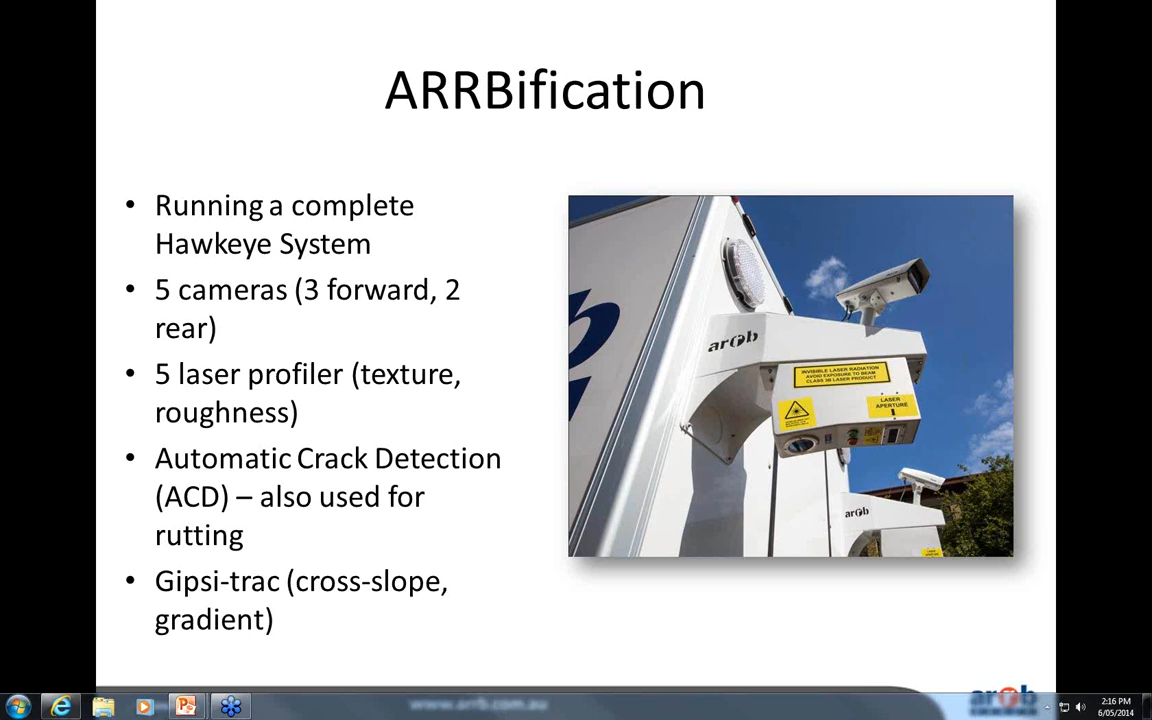 ARRBification
• Running a complete
Hawkeye System
• 5 cameras (3 forward, 2
rear)
• 5 laser profiler (texture,
roughness)
• Automatic Crack Detection
(ACD) – also used for
rutting
• Gipsi-trac (cross-slope,
gradient)
arrb
INVISIBLE LASER RADIATION
AVOID EXPOSURE TO BEAM
CLASS 3B LASER PRODUCT
LASER
APERTURE
arrb
www.arrb.com.au
arrb
2:16 PM
6/05/2014